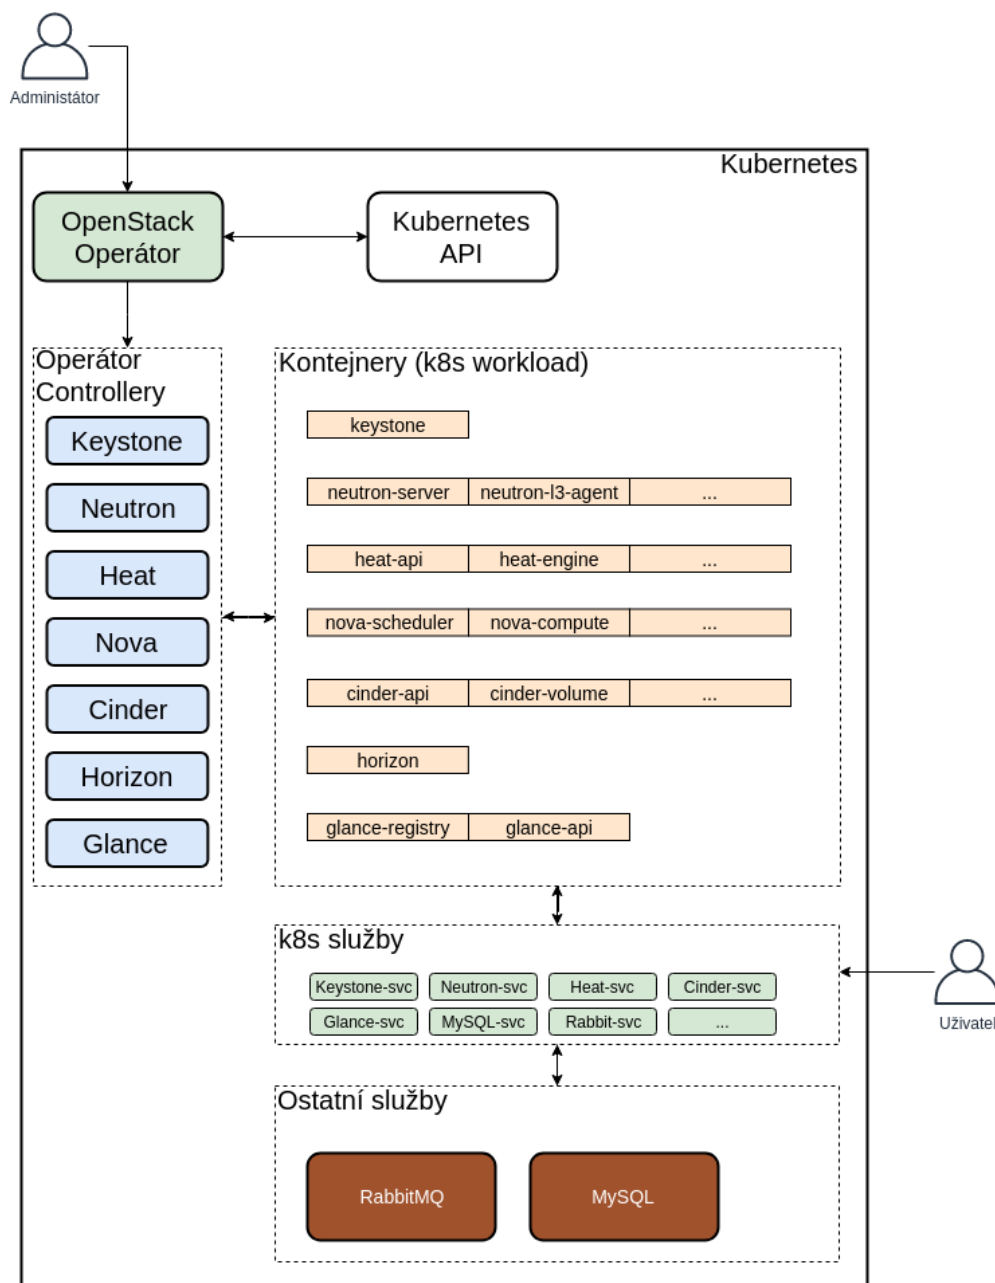 Administátor
Kubernetes
OpenStack
Operátor
Kubernetes
API
Operátor
Controllery
Keystone
Neutron
Heat
Nova
Cinder
Horizon
Glance
Kontejnery (k8s workload)
keystone
neutron-server neutron-l3-agent ...
heat-api heat-engine ...
nova-scheduler nova-compute ...
cinder-api cinder-volume ...
horizon
glance-registry glance-api
k8s služby
Keystone-svc Neutron-svc Heat-svc Cinder-svc
Glance-svc MySQL-svc Rabbit-svc ...
Uživatel
Ostatní služby
RabbitMQ MySQL